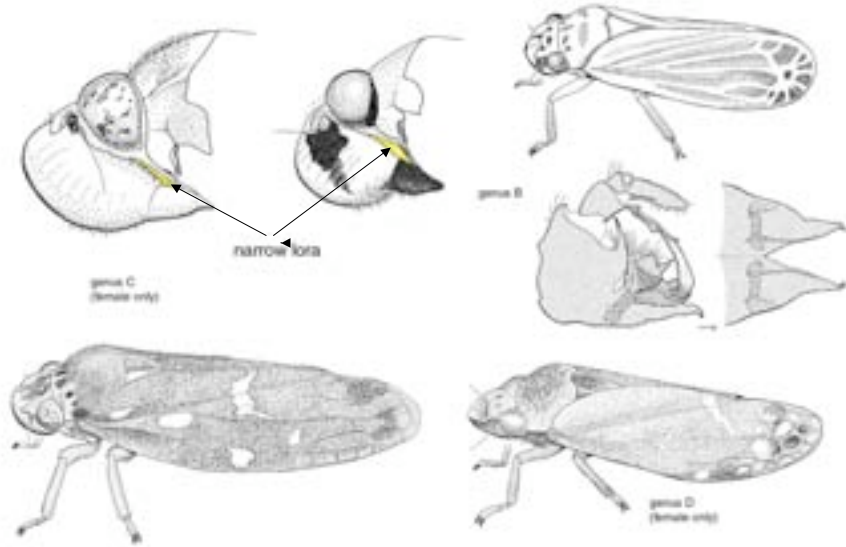 genus B
narrow lora
genus C
(female only)
genus D
(female only)